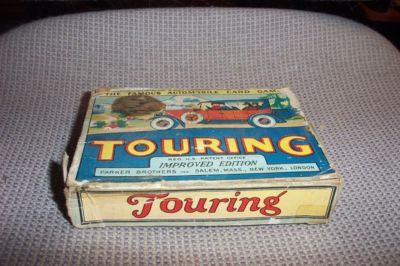 THE FAMOUS AUTOMOBILE CARD GAME
TOURING
REG. U.S. PATENT OFFICE
IMPROVED EDITION
PARKER BROTHERS INC. SALEM, MASS., NEW YORK, LONDON
Touring